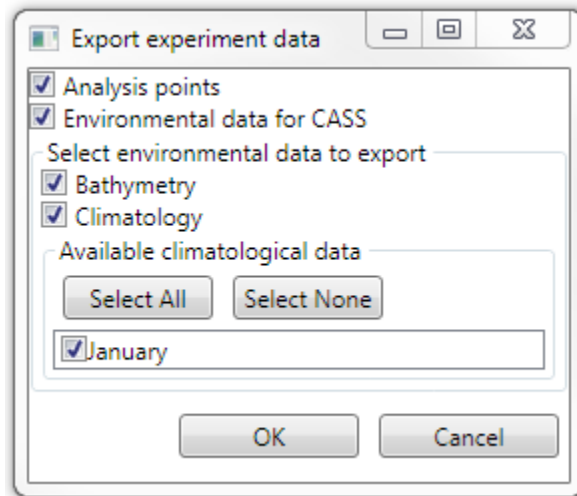 Export experiment data
Analysis points
Environmental data for CASS
Select environmental data to export
Bathymetry
Climatology
Available climatological data
Select All Select None
January
OK Cancel